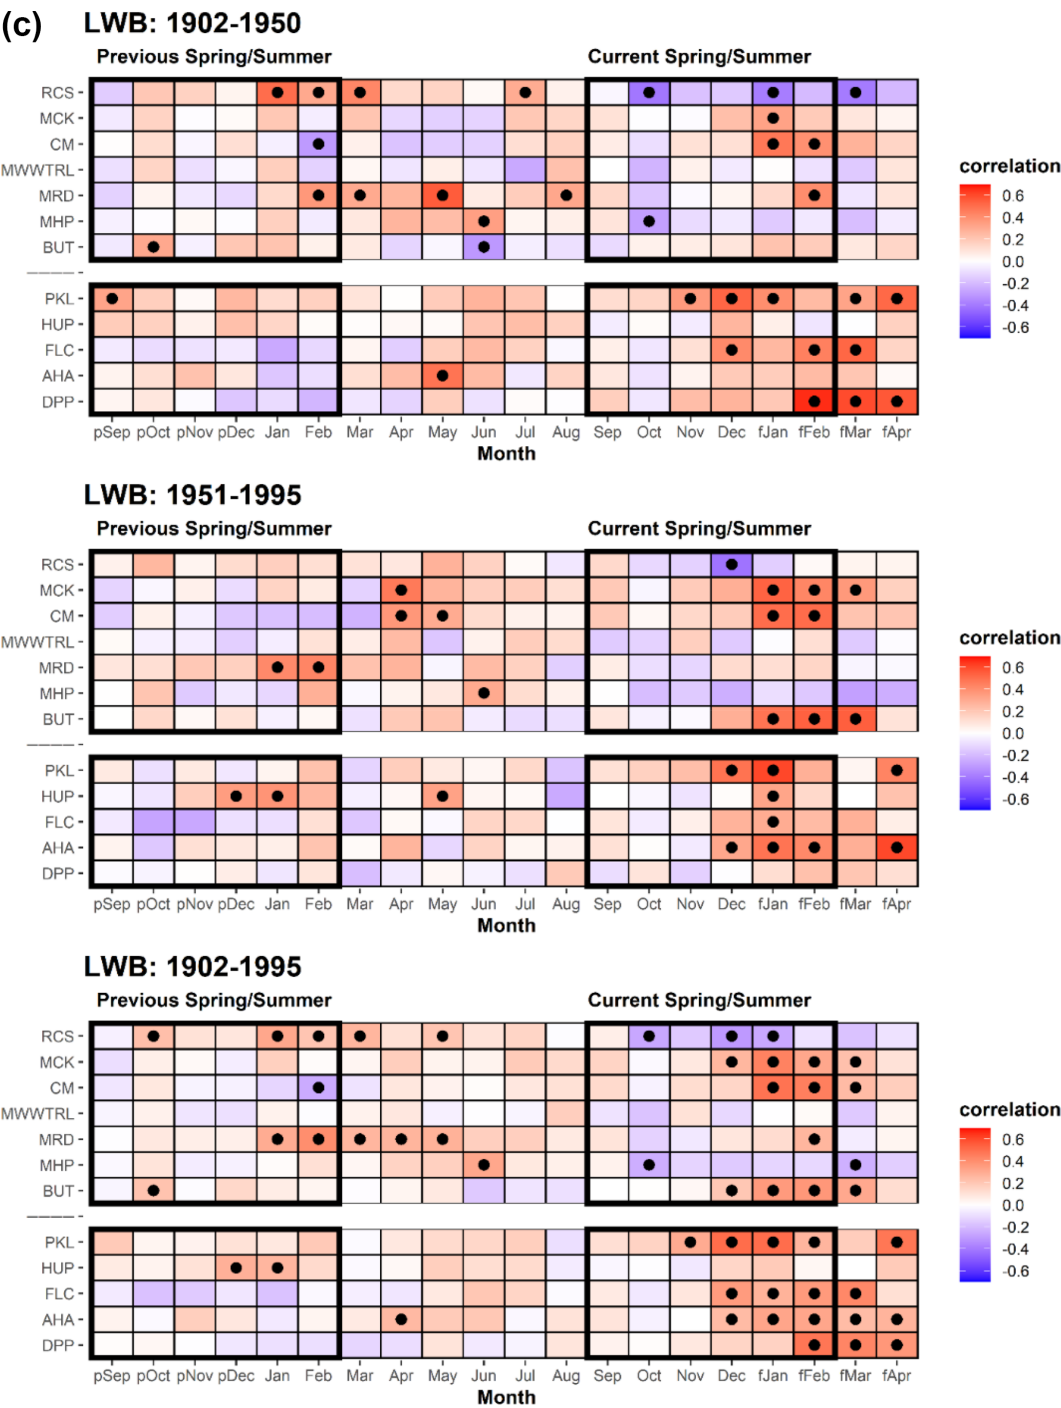 (c) LWB: 1902-1950
Previous Spring/Summer Current Spring/Summer
RCS
MCK
CM
MWWTRL
MRD
MHP
BUT
————
PKL
HUP
FLC
AHA
DPP
pSep pOct pNov pDec Jan Feb Mar Apr May Jun Jul Aug Sep Oct Nov Dec fJan fFeb fMar fApr
Month
correlation
0.6
0.4
0.2
0.0
-0.2
-0.4
-0.6
LWB: 1951-1995
Previous Spring/Summer Current Spring/Summer
RCS
MCK
CM
MWWTRL
MRD
MHP
BUT
————
PKL
HUP
FLC
AHA
DPP
pSep pOct pNov pDec Jan Feb Mar Apr May Jun Jul Aug Sep Oct Nov Dec fJan fFeb fMar fApr
Month
correlation
0.6
0.4
0.2
0.0
-0.2
-0.4
-0.6
LWB: 1902-1995
Previous Spring/Summer Current Spring/Summer
RCS
MCK
CM
MWWTRL
MRD
MHP
BUT
————
PKL
HUP
FLC
AHA
DPP
pSep pOct pNov pDec Jan Feb Mar Apr May Jun Jul Aug Sep Oct Nov Dec fJan fFeb fMar fApr
Month
correlation
0.6
0.4
0.2
0.0
-0.2
-0.4
-0.6